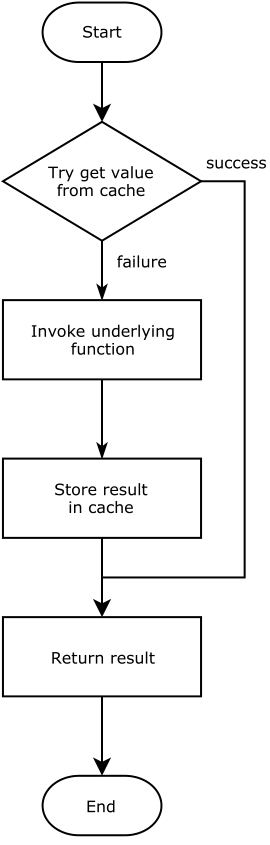 Start
Try get value
from cache
success
failure
Invoke underlying
function
Store result
in cache
Return result
End